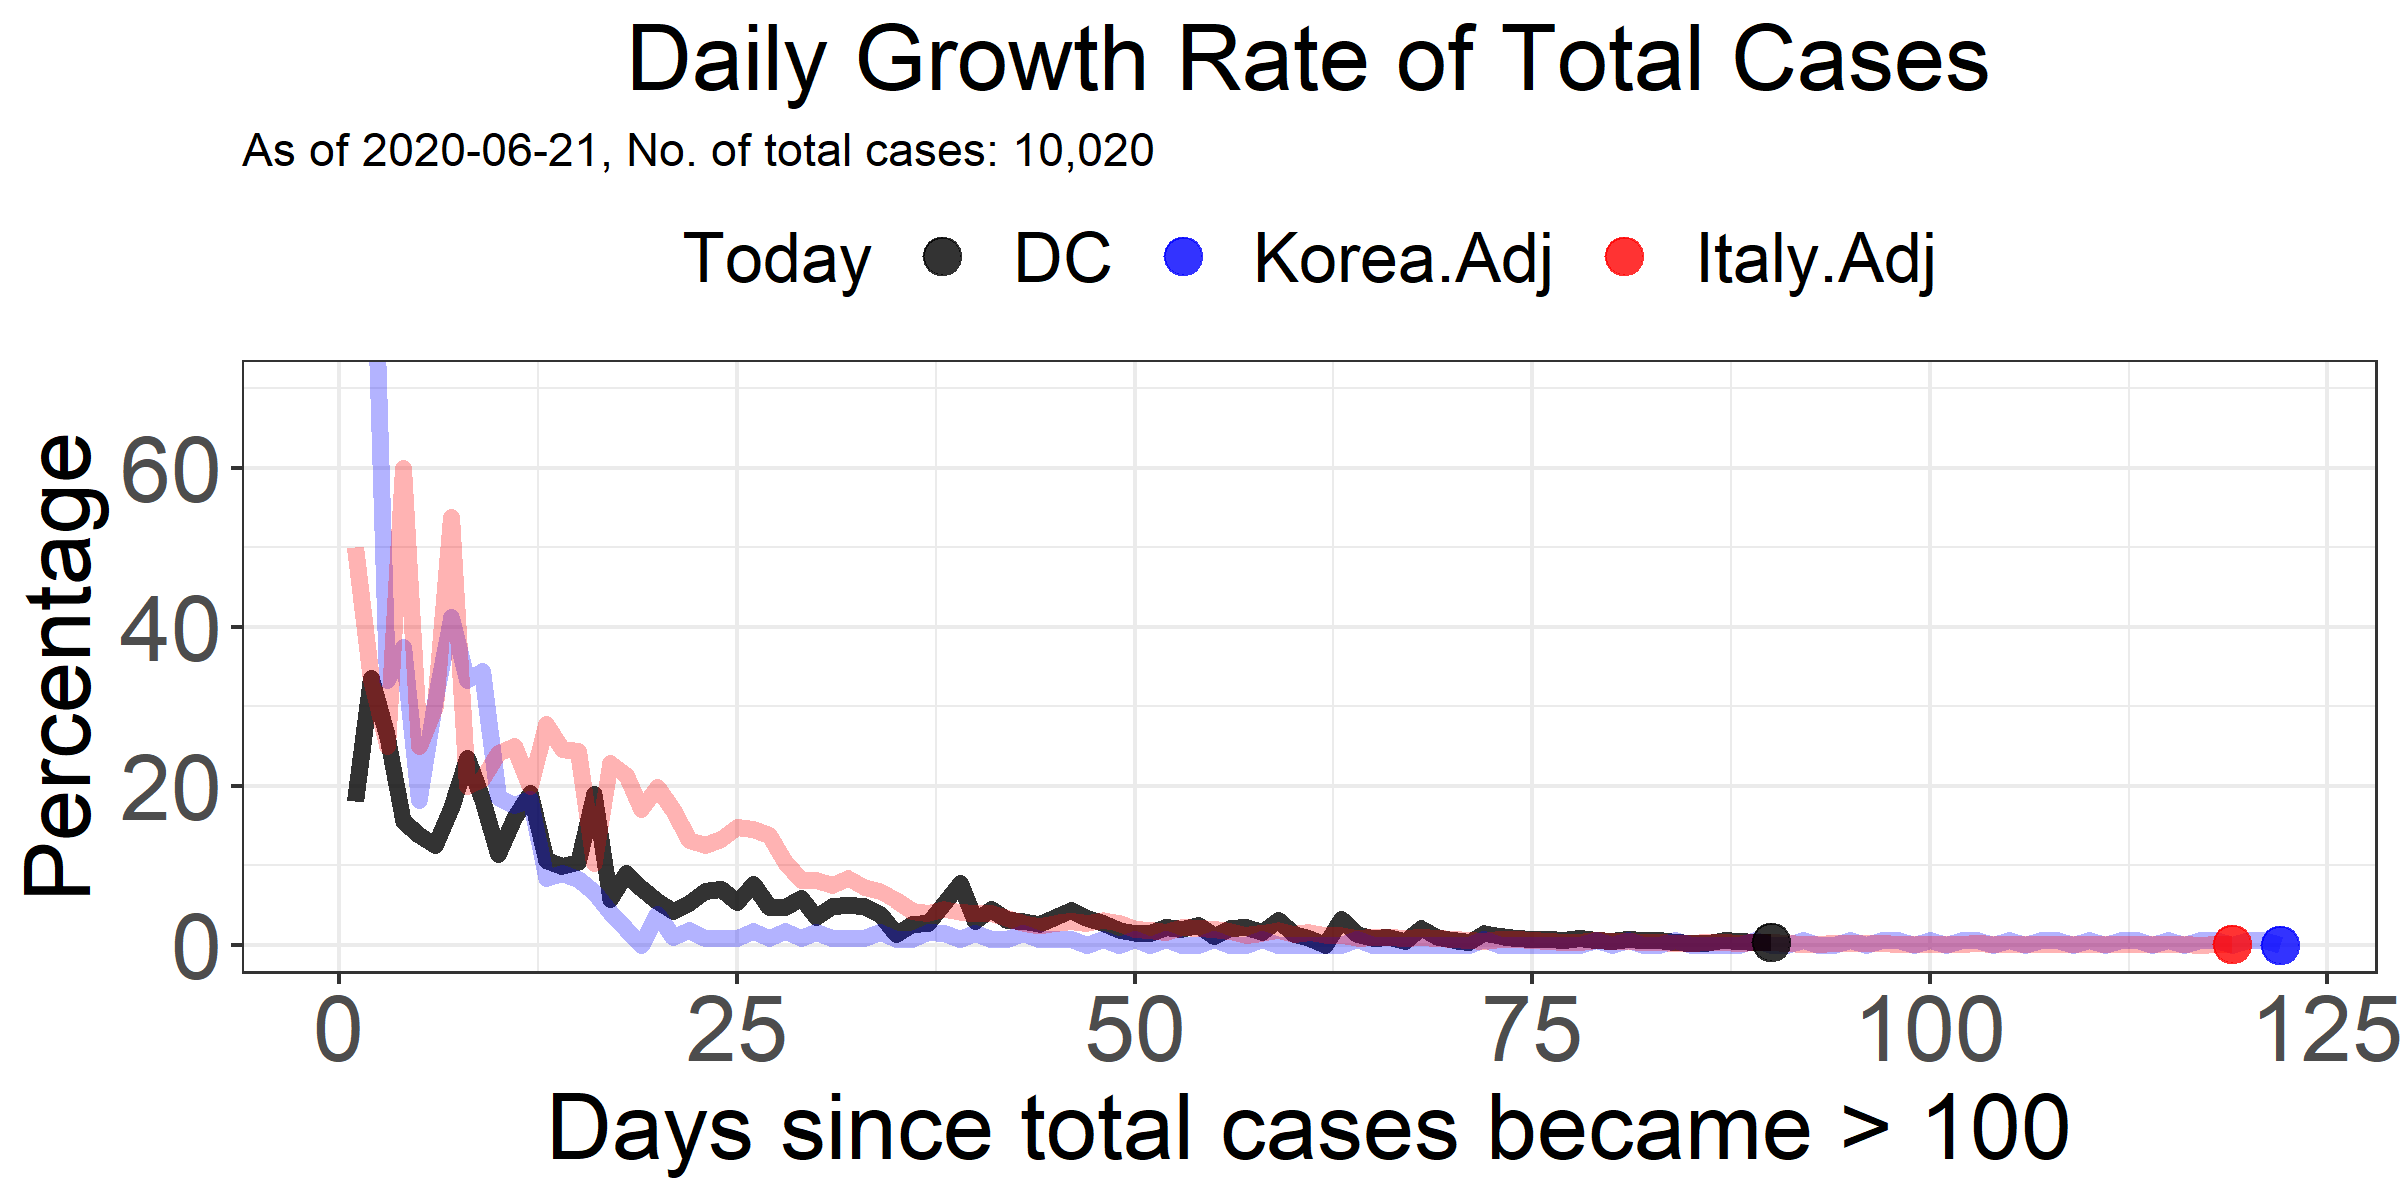 Daily Growth Rate of Total Cases
As of 2020-06-21, No. of total cases: 10,020
Today DC Korea.Adj Italy.Adj
Percentage
60
40
20
0
0 25 50 75 100 125
Days since total cases became > 100